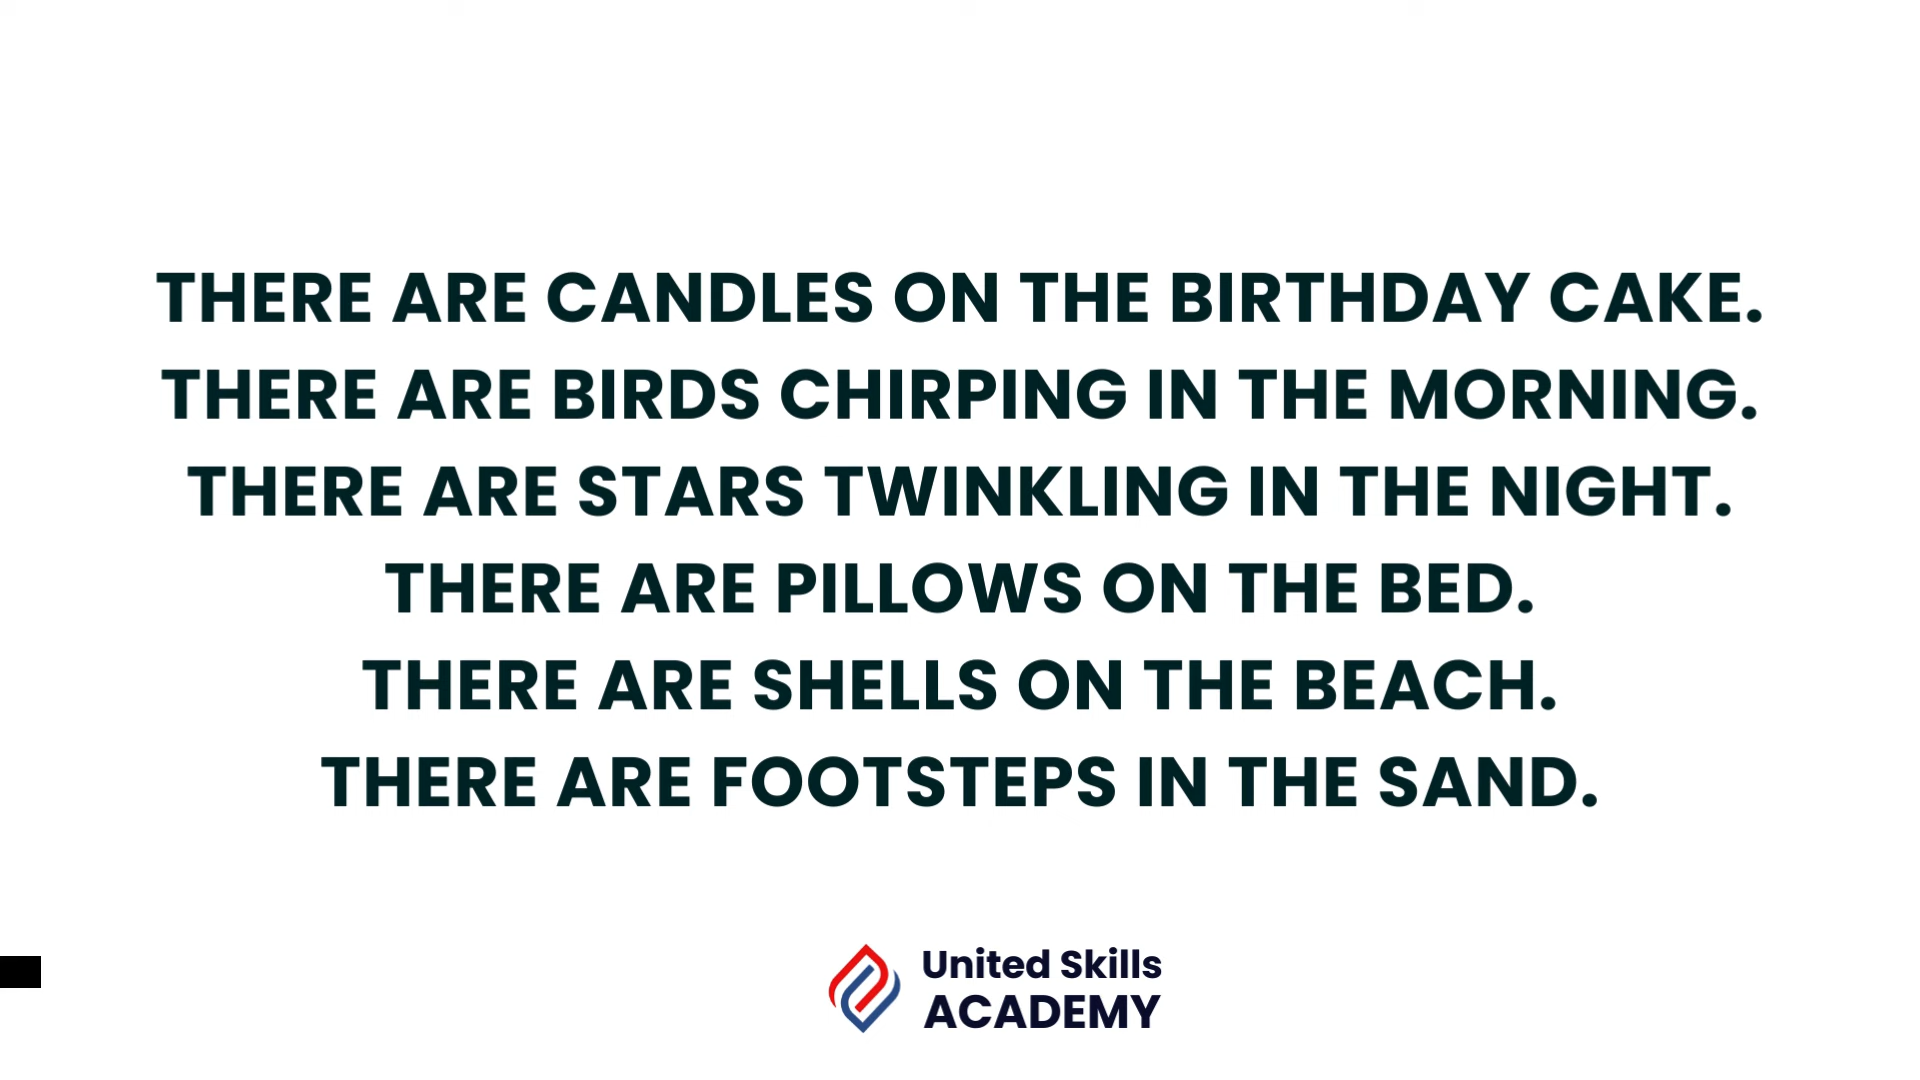 THERE ARE CANDLES ON THE BIRTHDAY CAKE.
THERE ARE BIRDS CHIRPING IN THE MORNING.
THERE ARE STARS TWINKLING IN THE NIGHT.
THERE ARE PILLOWS ON THE BED.
THERE ARE SHELLS ON THE BEACH.
THERE ARE FOOTSTEPS IN THE SAND.
United Skills
ACADEMY